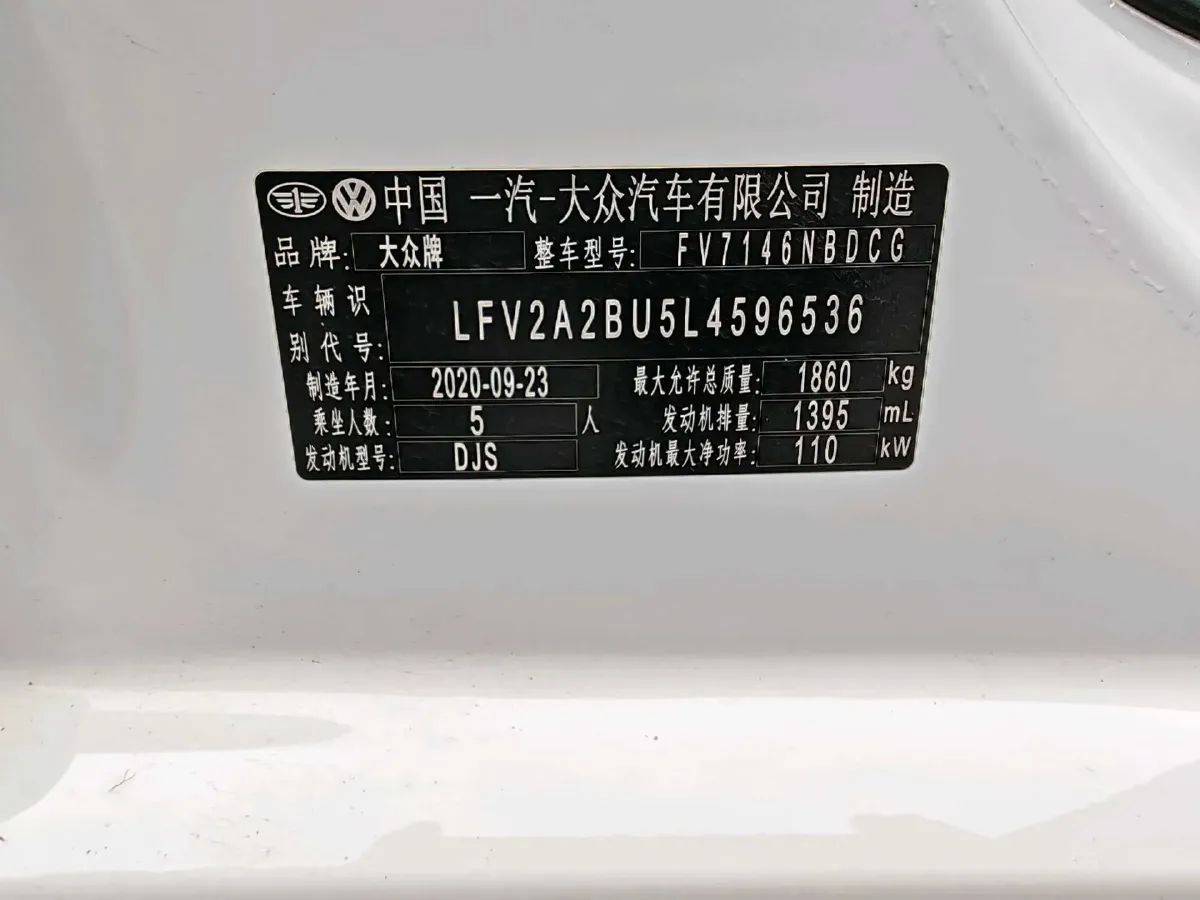 中国 一汽-大众汽车有限公司 制造
品牌: 大众牌 整车型号: FV7146NBDCG
车辆识别代号: LFV2A2BU5L4596536
制造年月: 2020-09-23 最大允许总质量: 1860 kg
乘坐人数: 5 人 发动机排量: 1395 mL
发动机型号: DJS 发动机最大净功率: 110 kW